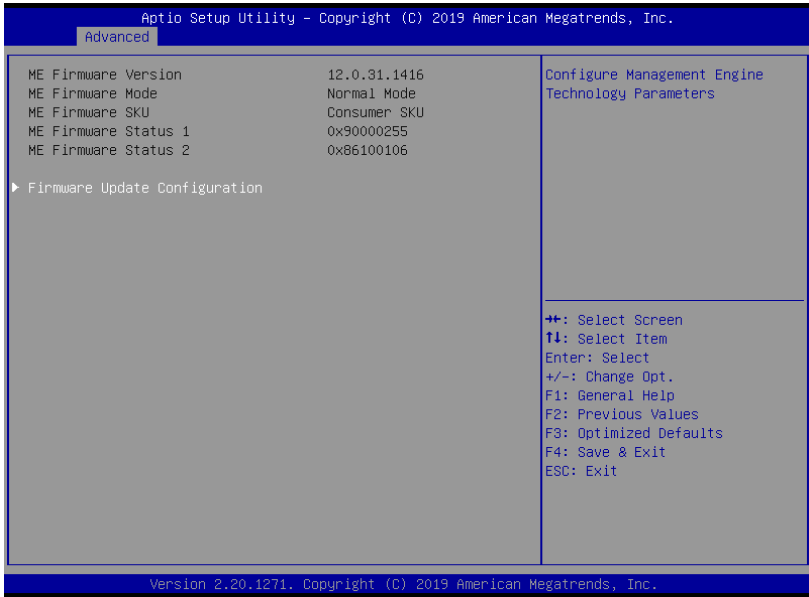 Aptio Setup Utility – Copyright (C) 2019 American Megatrends, Inc.
Advanced
ME Firmware Version 12.0.31.1416
ME Firmware Mode Normal Mode
ME Firmware SKU Consumer SKU
ME Firmware Status 1 0x90000255
ME Firmware Status 2 0x86100106
▶ Firmware Update Configuration
Configure Management Engine
Technology Parameters
→←: Select Screen
↑↓: Select Item
Enter: Select
+/-: Change Opt.
F1: General Help
F2: Previous Values
F3: Optimized Defaults
F4: Save & Exit
ESC: Exit
Version 2.20.1271. Copyright (C) 2019 American Megatrends, Inc.